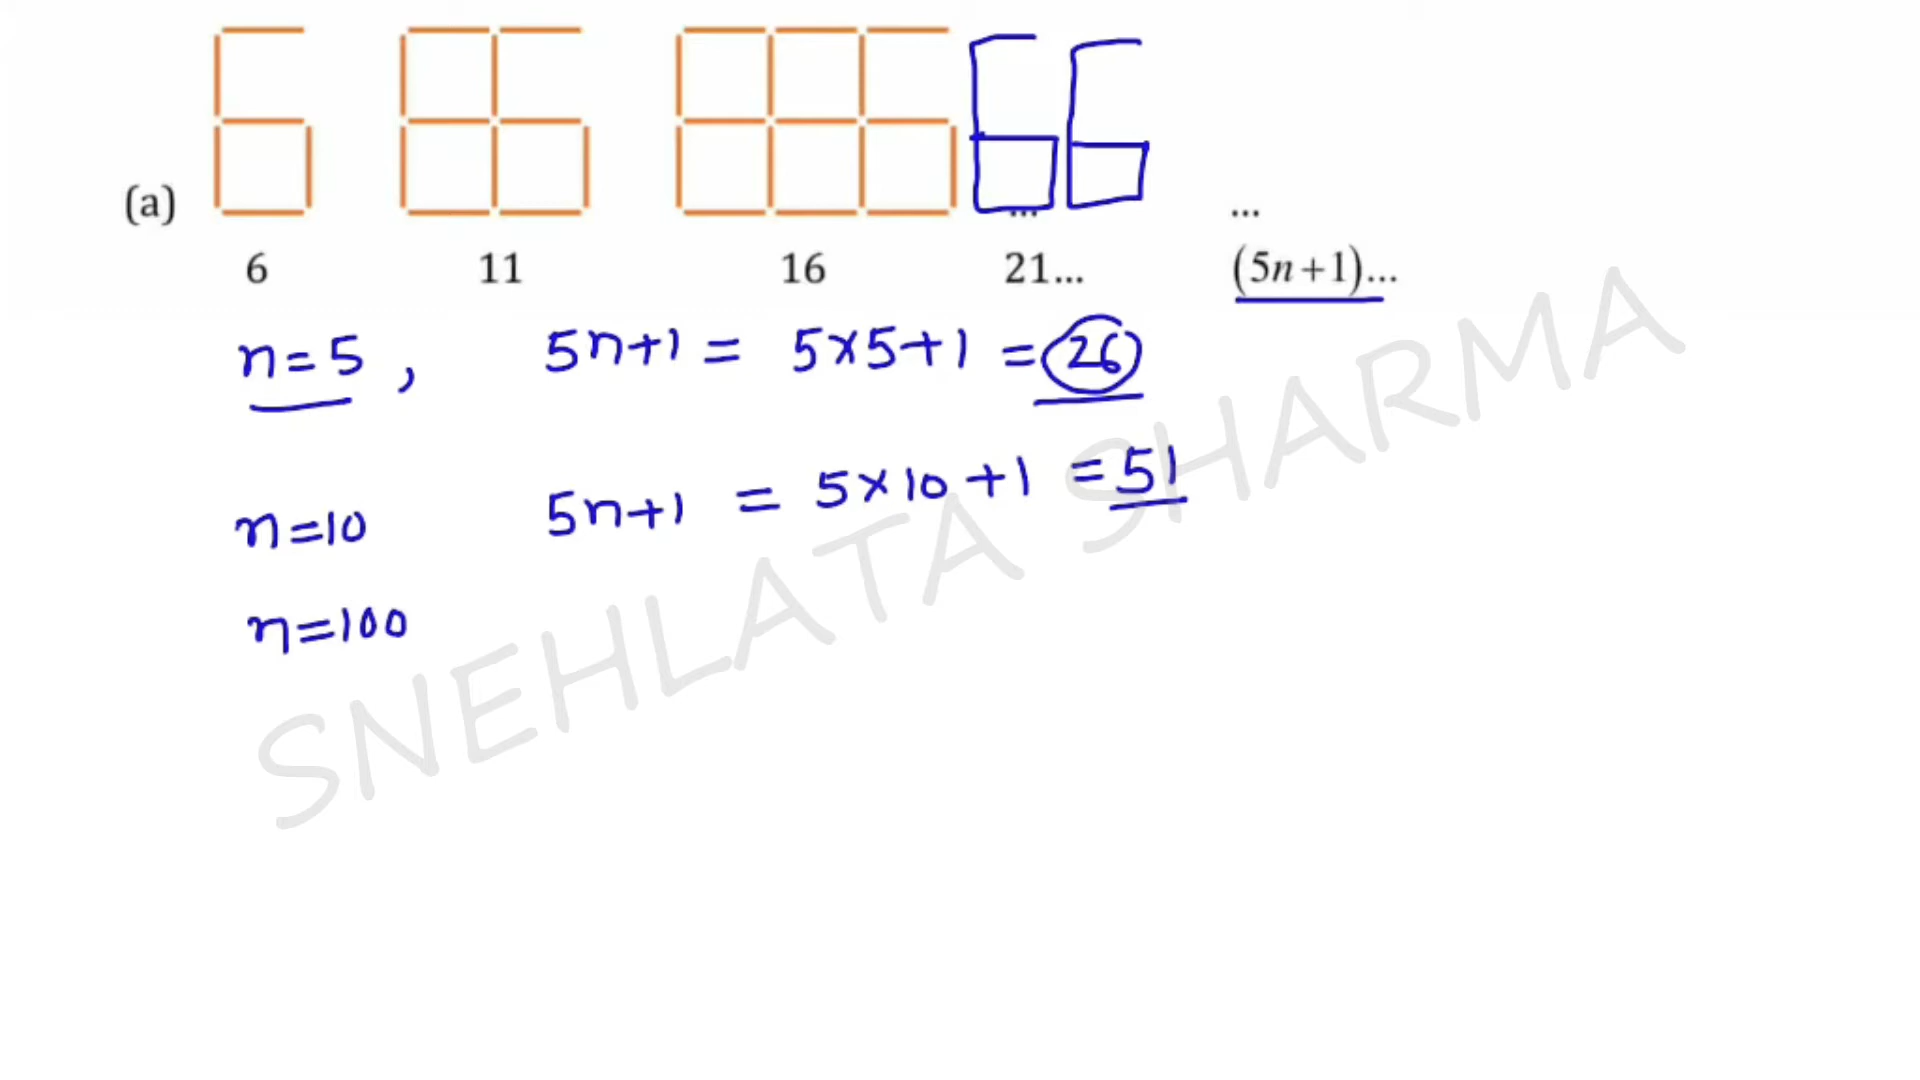 (a)
... ...
6 11 16 21... (5n+1)...
n=5, 5n+1 = 5×5+1 = 26
n=10 5n+1 = 5×10+1 = 51
n=100
SNEHLATA SHARMA